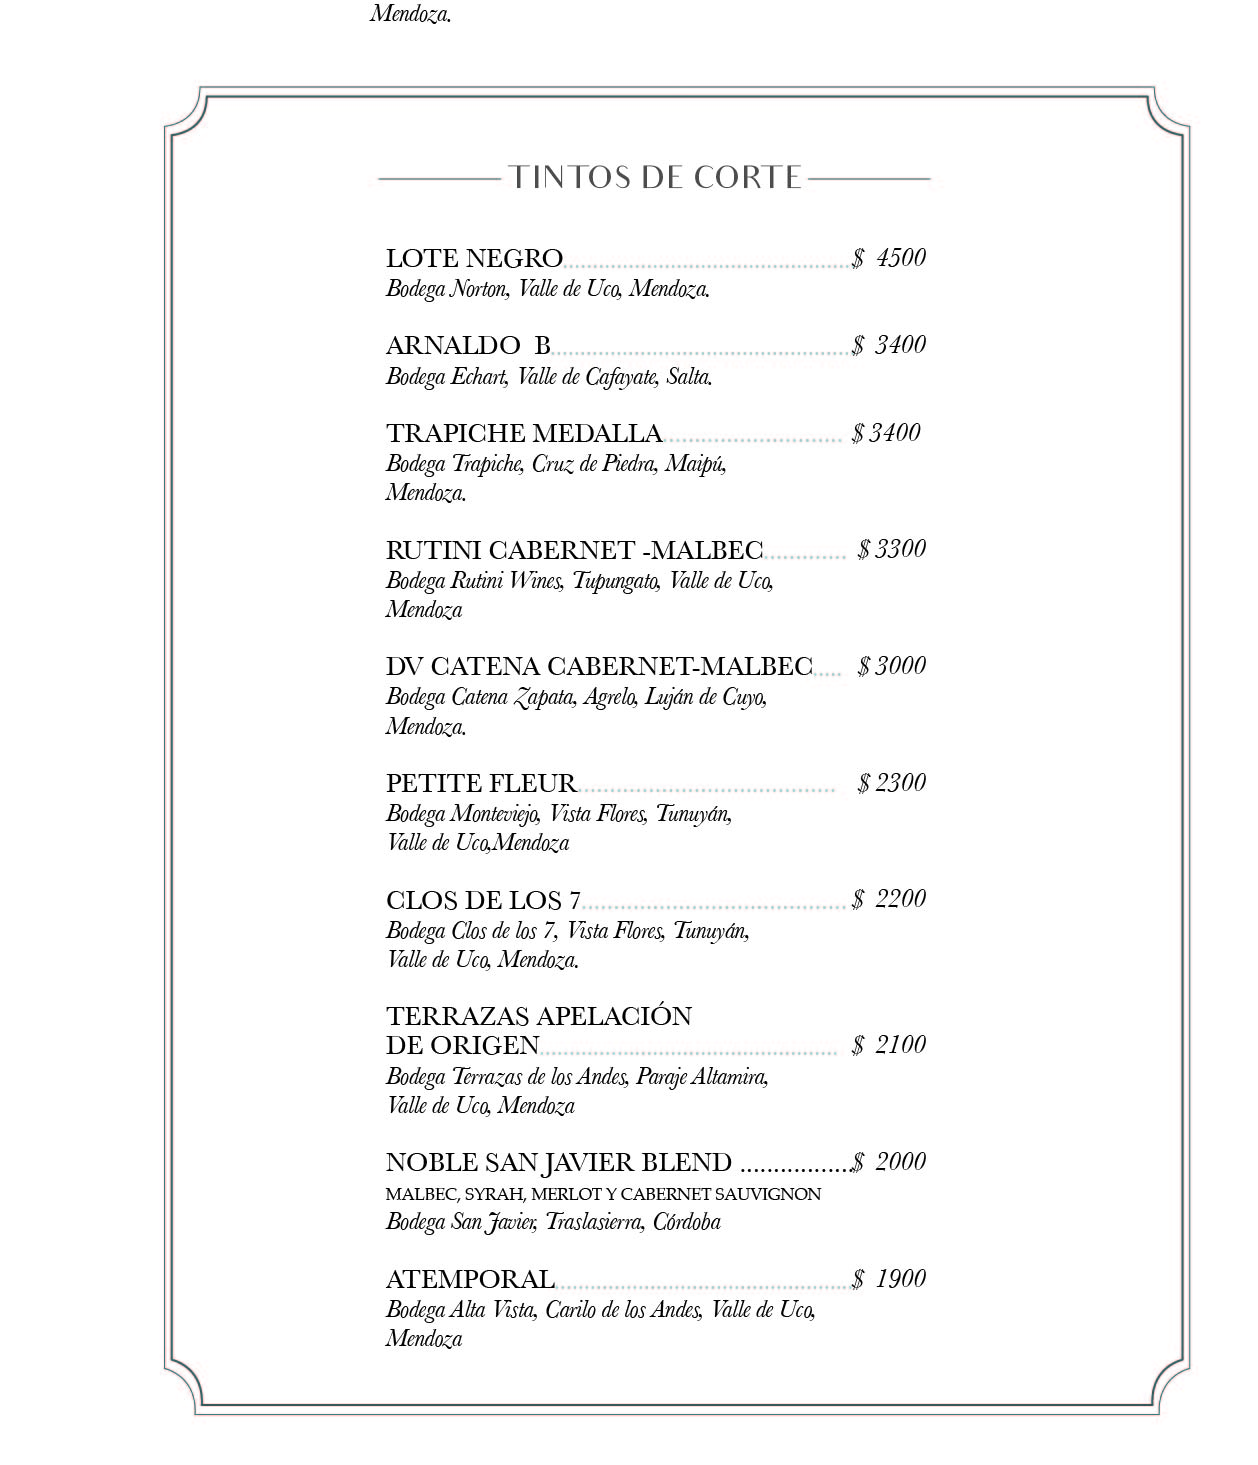 Mendoza.
TINTOS DE CORTE
LOTE NEGRO $ 4500
Bodega Norton, Valle de Uco, Mendoza.
ARNALDO B $ 3400
Bodega Echart, Valle de Cafayate, Salta.
TRAPICHE MEDALLA $ 3400
Bodega Trapiche, Cruz de Piedra, Maipú,
Mendoza.
RUTINI CABERNET -MALBEC $ 3300
Bodega Rutini Wines, Tupungato, Valle de Uco,
Mendoza
DV CATENA CABERNET-MALBEC $ 3000
Bodega Catena Zapata, Agrelo, Luján de Cuyo,
Mendoza.
PETITE FLEUR $ 2300
Bodega Monteviejo, Vista Flores, Tunuyán,
Valle de Uco,Mendoza
CLOS DE LOS 7 $ 2200
Bodega Clos de los 7, Vista Flores, Tunuyán,
Valle de Uco, Mendoza.
TERRAZAS APELACIÓN
DE ORIGEN $ 2100
Bodega Terrazas de los Andes, Paraje Altamira,
Valle de Uco, Mendoza
NOBLE SAN JAVIER BLEND .................$ 2000
MALBEC, SYRAH, MERLOT Y CABERNET SAUVIGNON
Bodega San Javier, Traslasierra, Córdoba
ATEMPORAL $ 1900
Bodega Alta Vista, Carilo de los Andes, Valle de Uco,
Mendoza